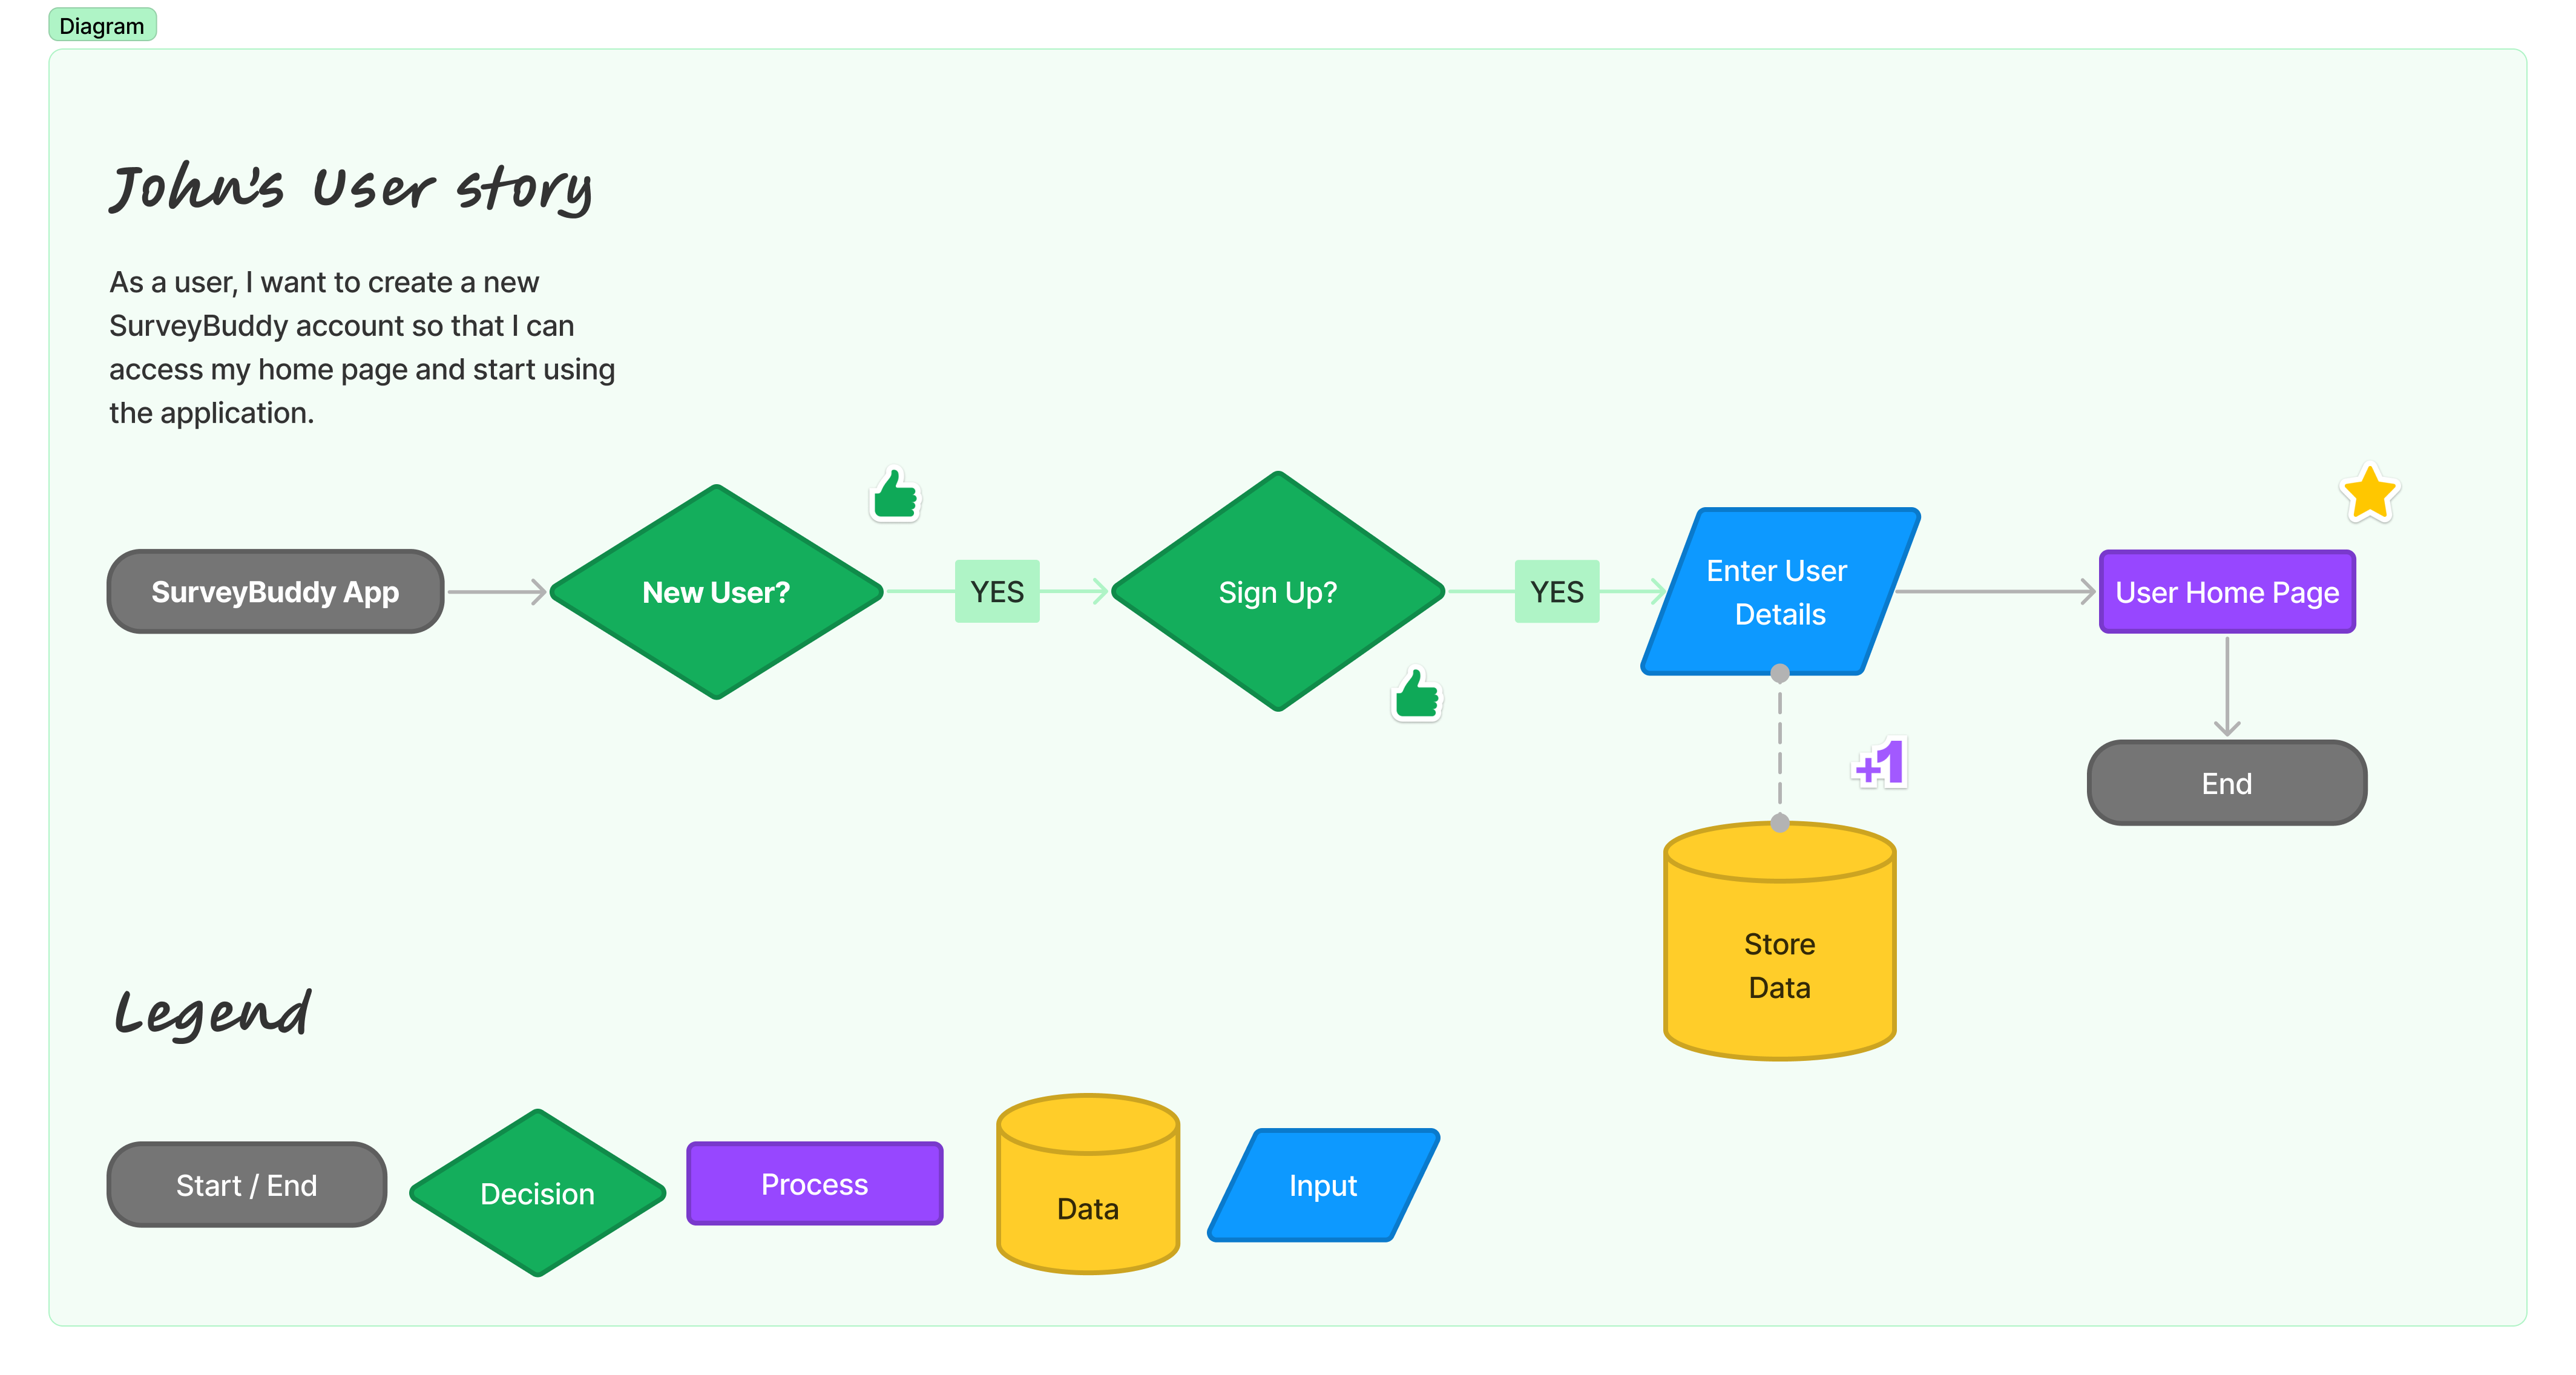 Diagram
John's User story
As a user, I want to create a new
SurveyBuddy account so that I can
access my home page and start using
the application.
SurveyBuddy App
New User?
YES
Sign Up?
YES
Enter User
Details
User Home Page
+1
End
Store
Data
Legend
Start / End
Decision
Process
Data
Input